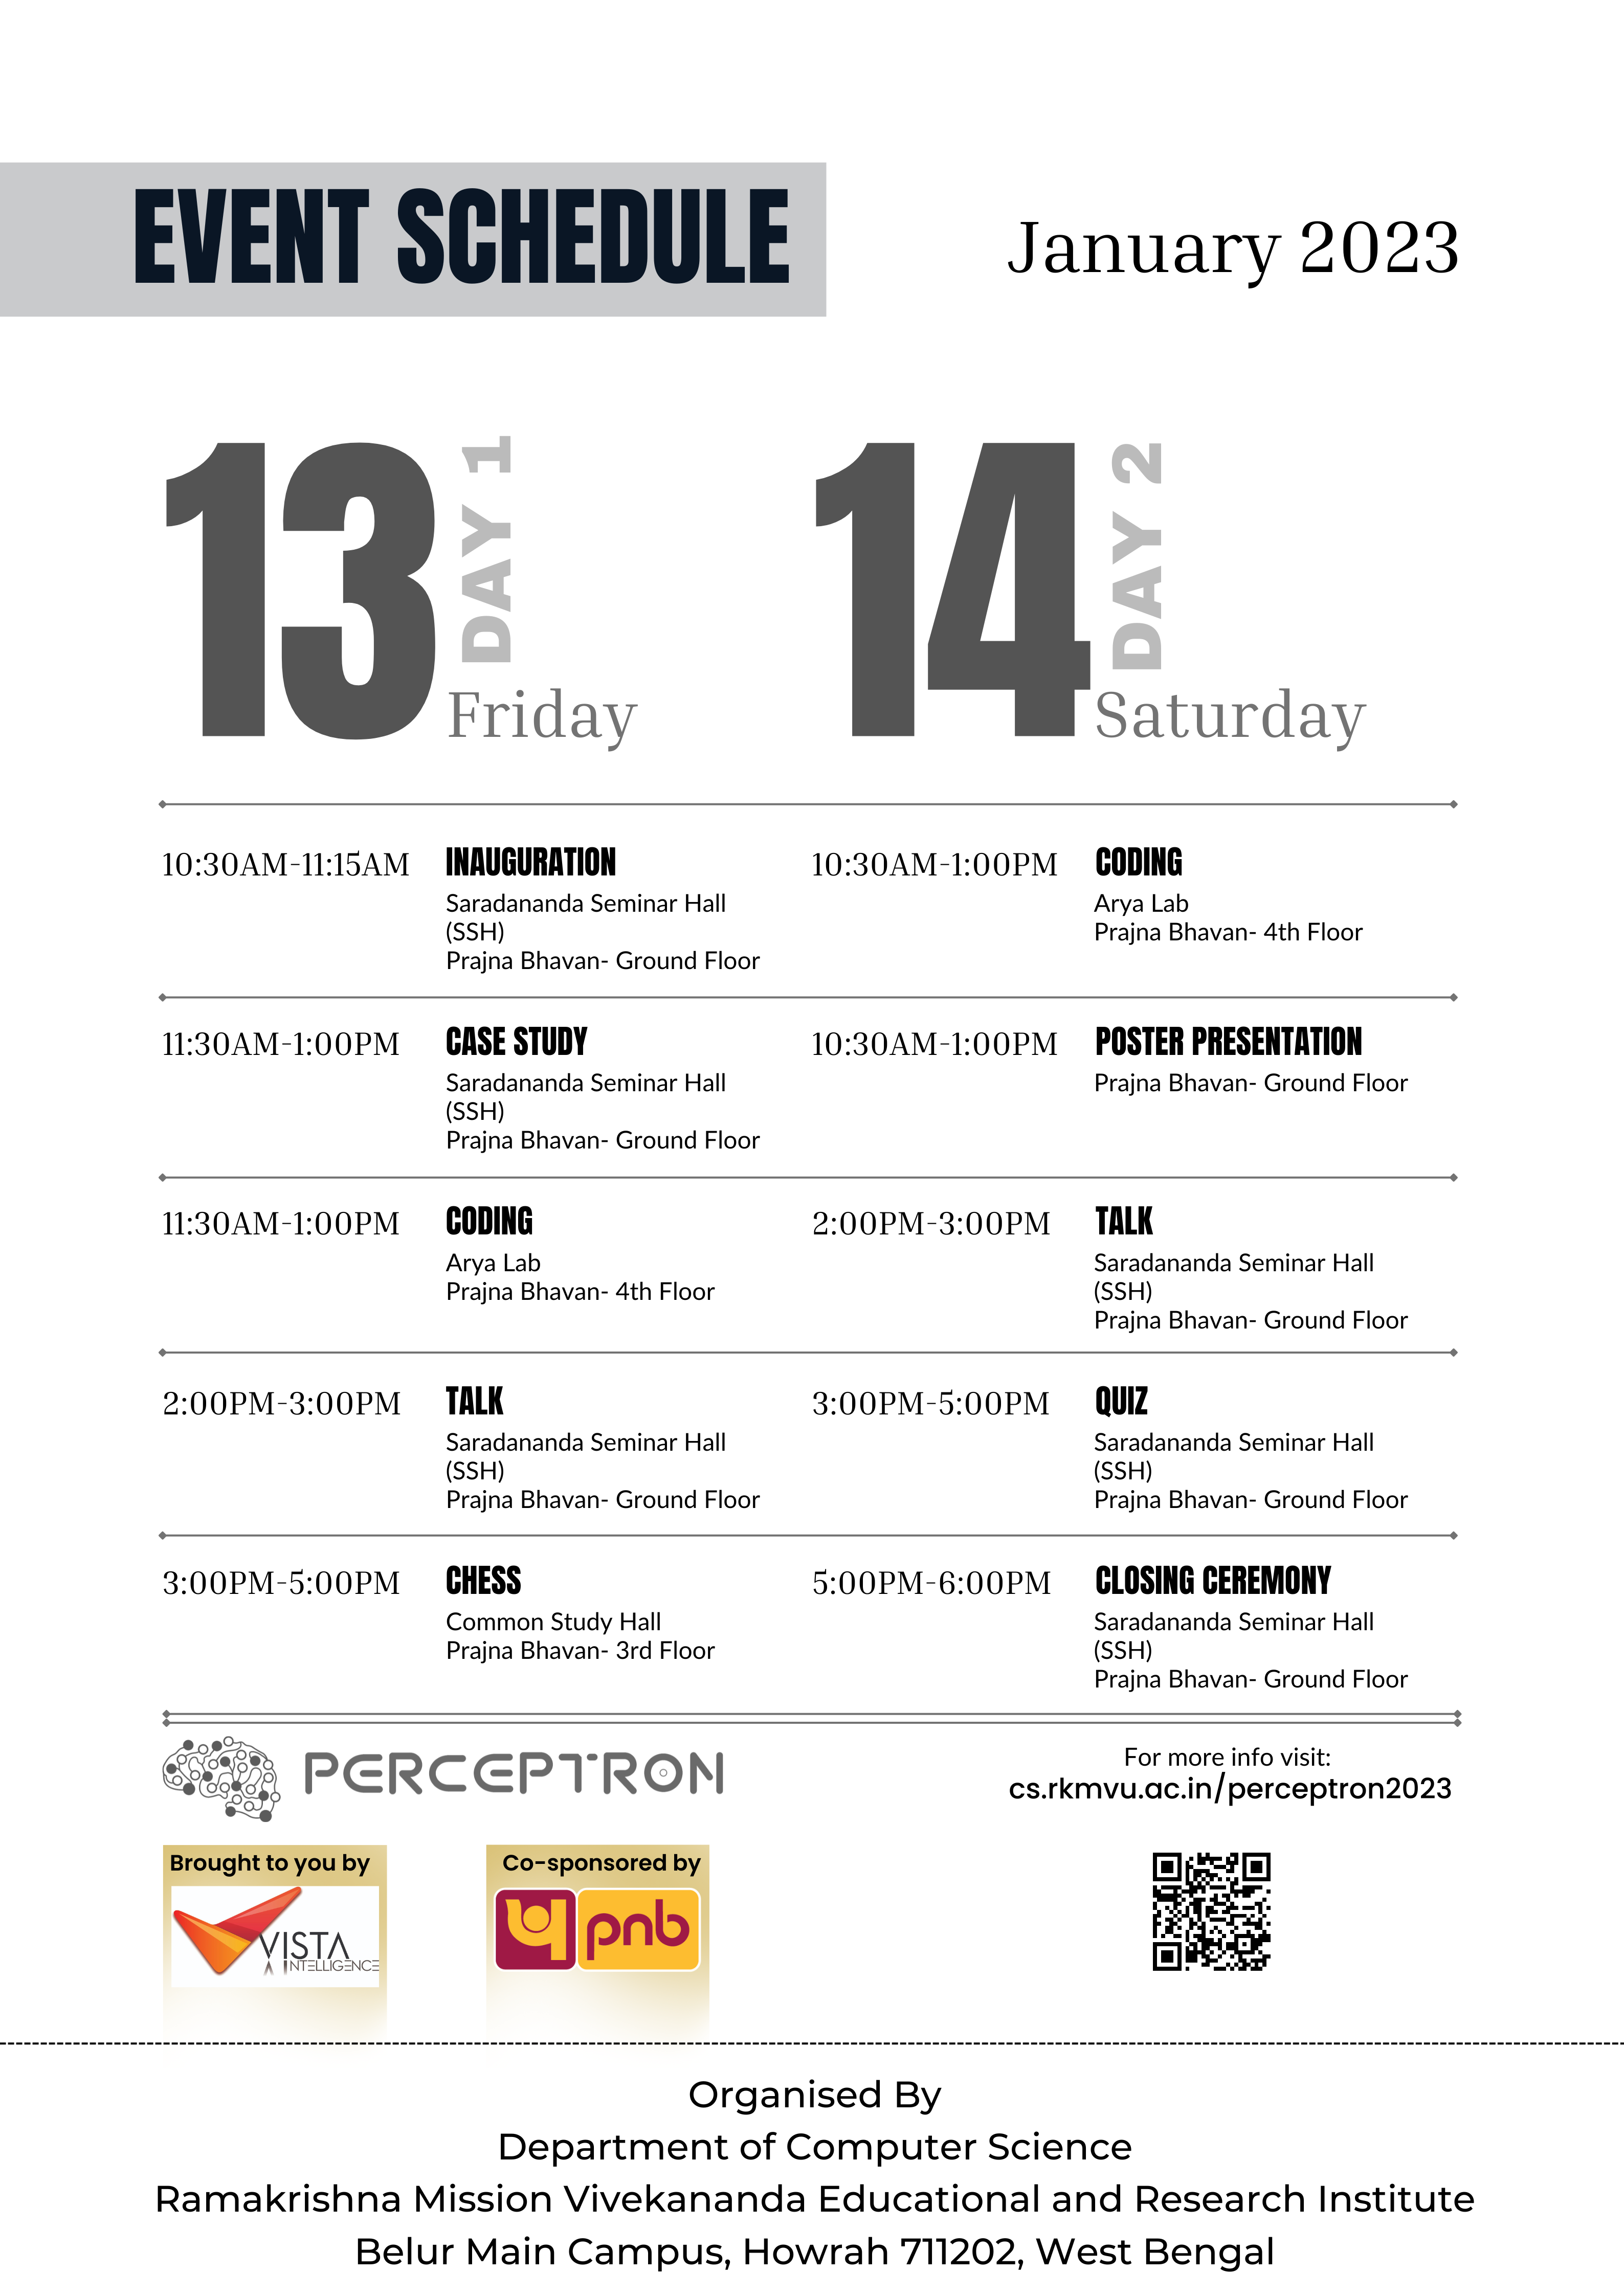 EVENT SCHEDULE
January 2023
13
DAY 1
Friday
14
DAY 2
Saturday
10:30AM-11:15AM
INAUGURATION
Saradananda Seminar Hall
(SSH)
Prajna Bhavan- Ground Floor
10:30AM-1:00PM
CODING
Arya Lab
Prajna Bhavan- 4th Floor
11:30AM-1:00PM
CASE STUDY
Saradananda Seminar Hall
(SSH)
Prajna Bhavan- Ground Floor
10:30AM-1:00PM
POSTER PRESENTATION
Prajna Bhavan- Ground Floor
11:30AM-1:00PM
CODING
Arya Lab
Prajna Bhavan- 4th Floor
2:00PM-3:00PM
TALK
Saradananda Seminar Hall
(SSH)
Prajna Bhavan- Ground Floor
2:00PM-3:00PM
TALK
Saradananda Seminar Hall
(SSH)
Prajna Bhavan- Ground Floor
3:00PM-5:00PM
QUIZ
Saradananda Seminar Hall
(SSH)
Prajna Bhavan- Ground Floor
3:00PM-5:00PM
CHESS
Common Study Hall
Prajna Bhavan- 3rd Floor
5:00PM-6:00PM
CLOSING CEREMONY
Saradananda Seminar Hall
(SSH)
Prajna Bhavan- Ground Floor
PERCEPTRON
For more info visit:
cs.rkmvu.ac.in/perceptron2023
Brought to you by
VISTA
INTELLIGENCE
Co-sponsored by
pnb
Organised By
Department of Computer Science
Ramakrishna Mission Vivekananda Educational and Research Institute
Belur Main Campus, Howrah 711202, West Bengal